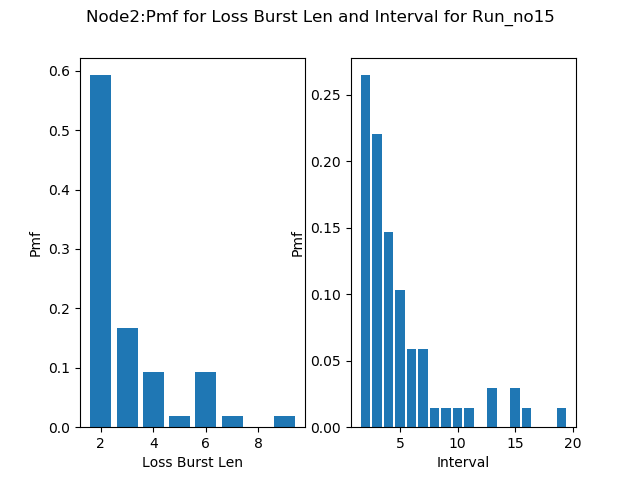 Node2:Pmf for Loss Burst Len and Interval for Run_no15
0.6
0.5
0.4
0.3
0.2
0.1
0.0
Pmf
2 4 6 8
Loss Burst Len
0.25
0.20
0.15
0.10
0.05
0.00
Pmf
5 10 15 20
Interval